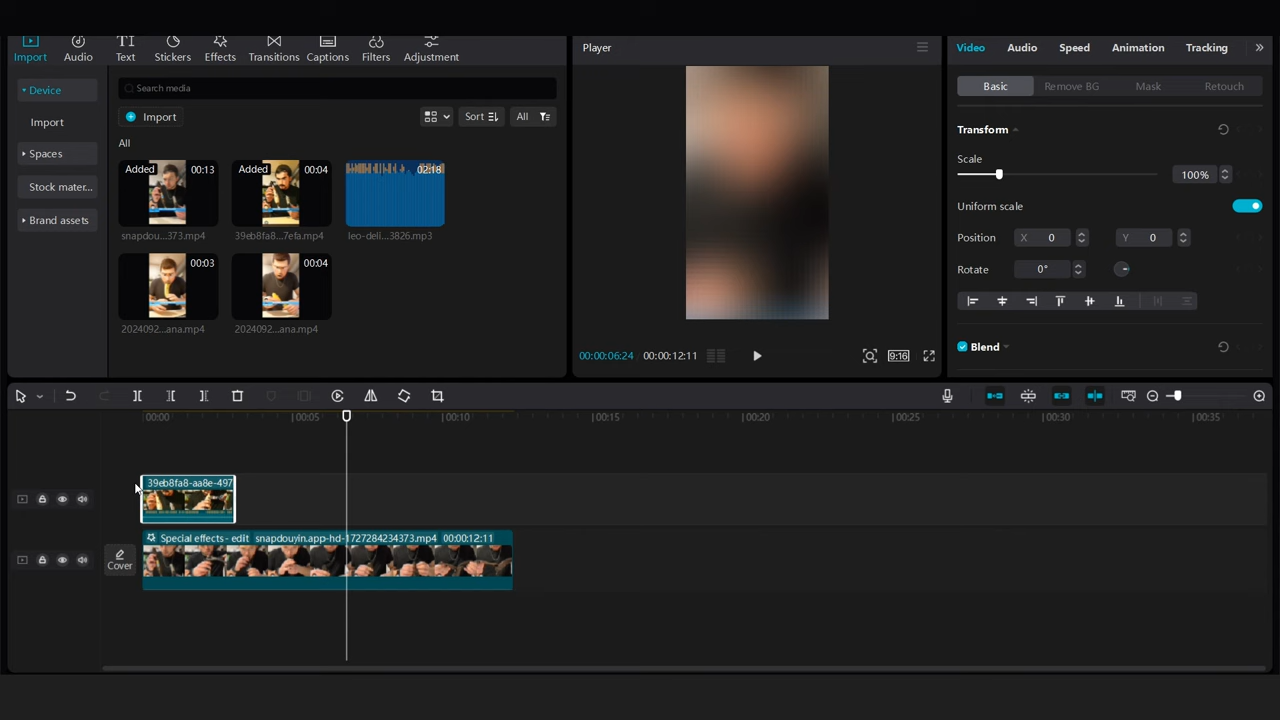 Import Audio Text Stickers Effects Transitions Captions Filters Adjustment
Device
Import
Spaces
Stock mater...
Brand assets
Search media
Import
Sort
All
All
Added 00:13
snapdou...373.mp4
Added 00:04
39eb8fa8...7efa.mp4
02:18
leo-deli...3826.mp3
00:03
2024092...ana.mp4
00:04
2024092...ana.mp4
Player
00:00:06:24 00:00:12:11
9:16
Video Audio Speed Animation Tracking
Basic Remove BG Mask Retouch
Transform
Scale
100%
Uniform scale
Position X 0 Y 0
Rotate 0°
Blend
00:00 00:05 00:10 00:15 00:20 00:25 00:30 00:35
39eb8fa8-aa8e-497
Cover
Special effects - edit snapdouyin.app-hd-1727284234373.mp4 00:00:12:11